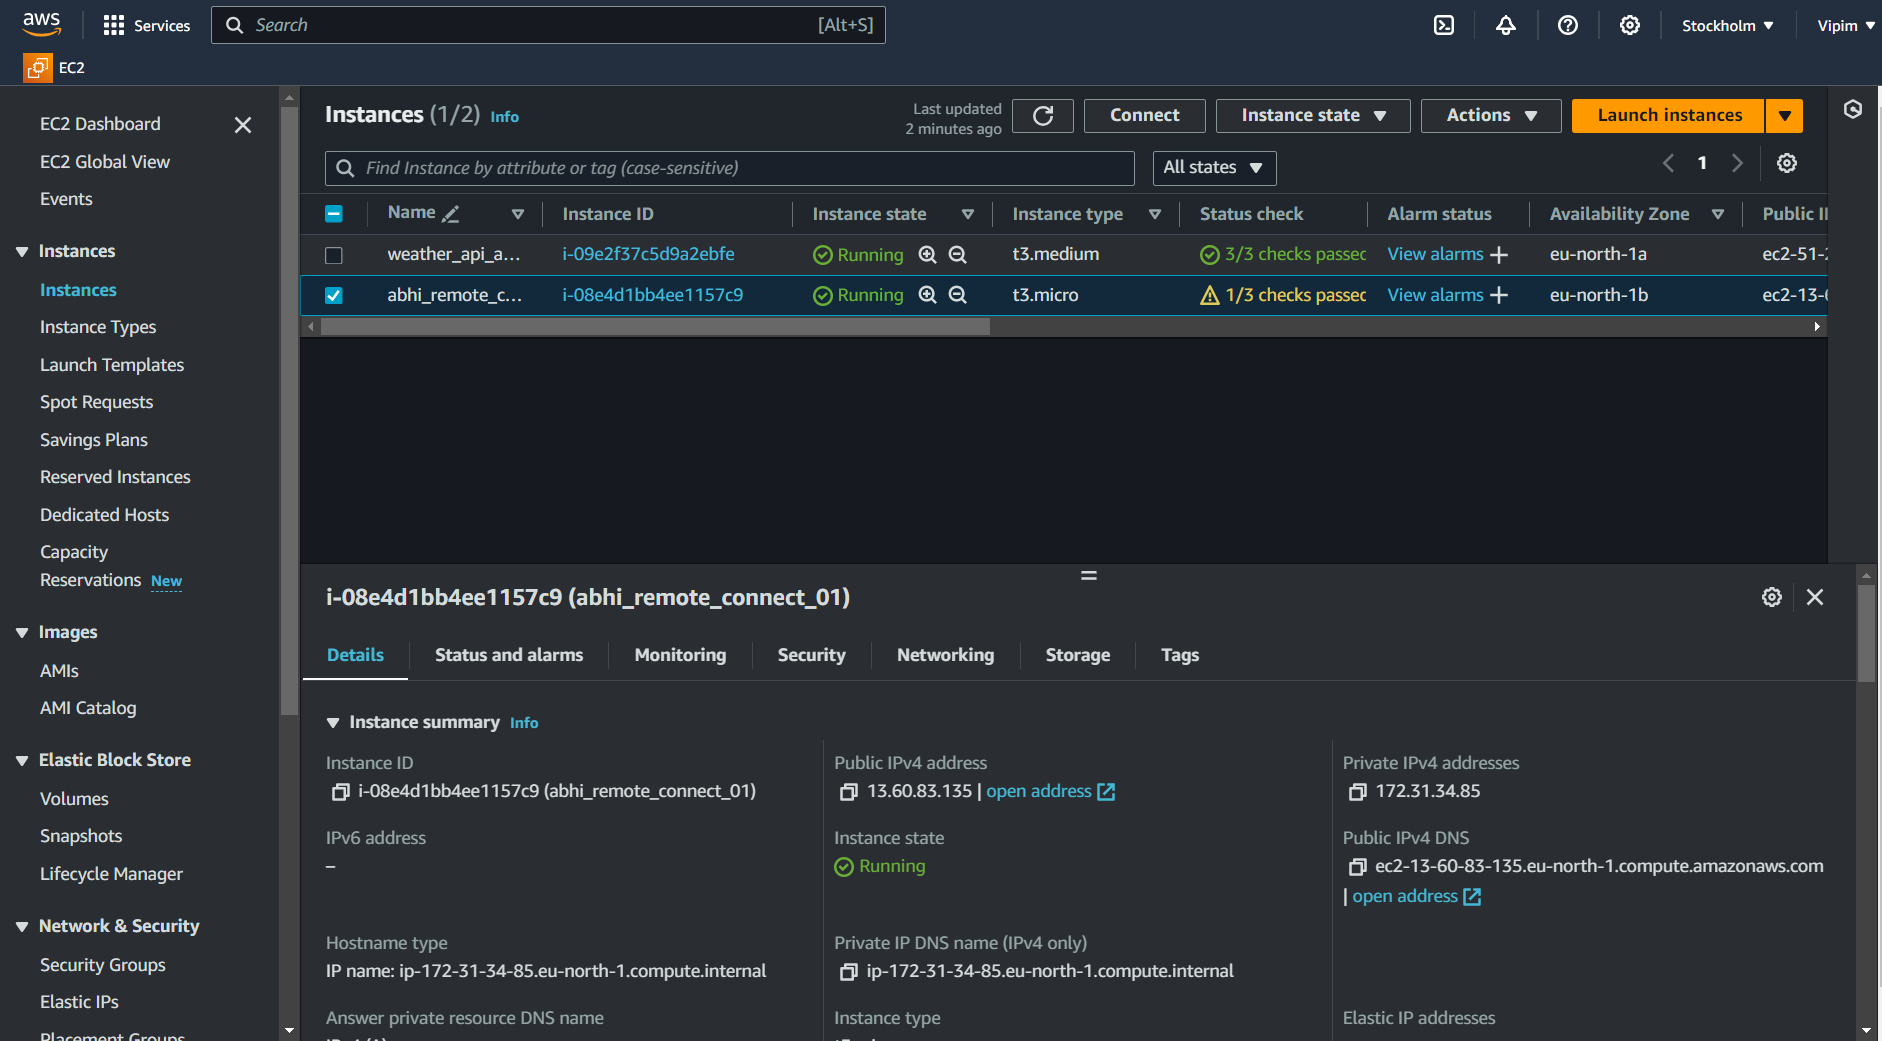 aws
Services
Search
[Alt+S]
Stockholm
Vipim
EC2
EC2 Dashboard
EC2 Global View
Events
Instances
Instances
Instance Types
Launch Templates
Spot Requests
Savings Plans
Reserved Instances
Dedicated Hosts
Capacity
Reservations New
Images
AMIs
AMI Catalog
Elastic Block Store
Volumes
Snapshots
Lifecycle Manager
Network & Security
Security Groups
Elastic IPs
Placement Groups
Instances (1/2) Info
Last updated
2 minutes ago
Connect
Instance state
Actions
Launch instances
Find Instance by attribute or tag (case-sensitive)
All states
1
Name Instance ID Instance state Instance type Status check Alarm status Availability Zone Public
weather_api_a... i-09e2f37c5d9a2ebfe Running t3.medium 3/3 checks passed View alarms + eu-north-1a ec2-51-
abhi_remote_c... i-08e4d1bb4ee1157c9 Running t3.micro 1/3 checks passed View alarms + eu-north-1b ec2-13-
i-08e4d1bb4ee1157c9 (abhi_remote_connect_01)
Details Status and alarms Monitoring Security Networking Storage Tags
Instance summary Info
Instance ID
i-08e4d1bb4ee1157c9 (abhi_remote_connect_01)
Public IPv4 address
13.60.83.135 | open address
Private IPv4 addresses
172.31.34.85
IPv6 address
–
Instance state
Running
Public IPv4 DNS
ec2-13-60-83-135.eu-north-1.compute.amazonaws.com
| open address
Hostname type
IP name: ip-172-31-34-85.eu-north-1.compute.internal
Private IP DNS name (IPv4 only)
ip-172-31-34-85.eu-north-1.compute.internal
Answer private resource DNS name
Instance type
Elastic IP addresses